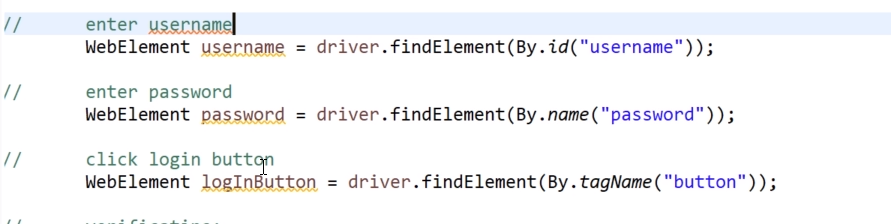 // enter username
WebElement username = driver.findElement(By.id("username"));
// enter password
WebElement password = driver.findElement(By.name("password"));
// click login button
WebElement logInButton = driver.findElement(By.tagName("button"));
//